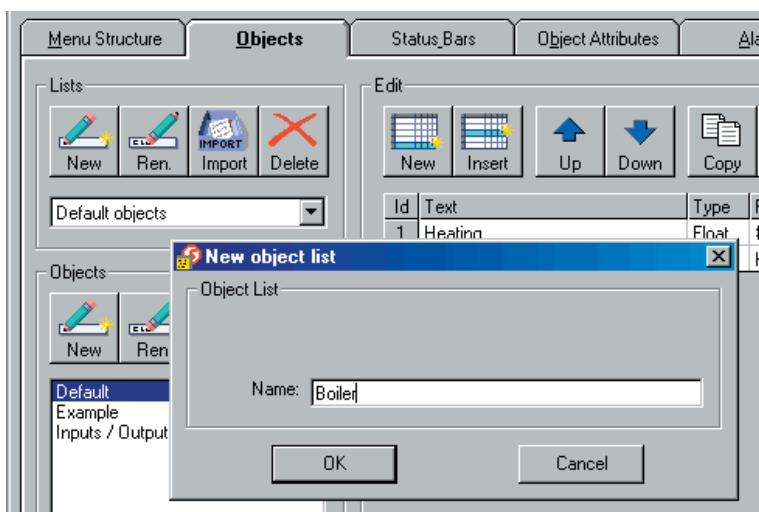 Menu Structure
Objects
Status_Bars
Object Attributes
Lists
New
Ren.
IMPORT
Import
Delete
Default objects
Edit
New
Insert
Up
Down
Copy
Id Text Type
1 Heating Float
Objects
New
Ren
Default
Example
Inputs / Output
New object list
Object List
Name: Boiler
OK
Cancel